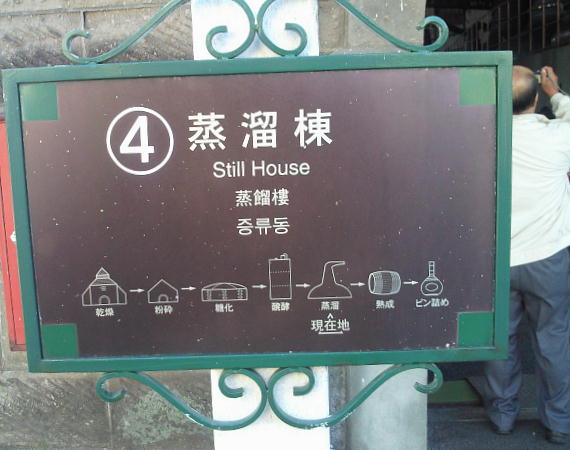 ④ 蒸溜棟
Still House
蒸餾樓
증류동
乾燥 粉砕 糖化 醗酵 蒸溜 熟成 ビン詰め
現在地